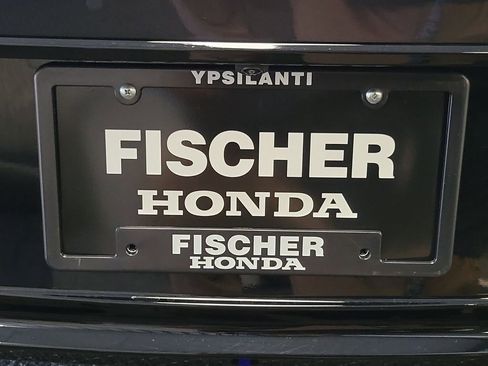 YPSILANTI
FISCHER
HONDA
FISCHER
HONDA